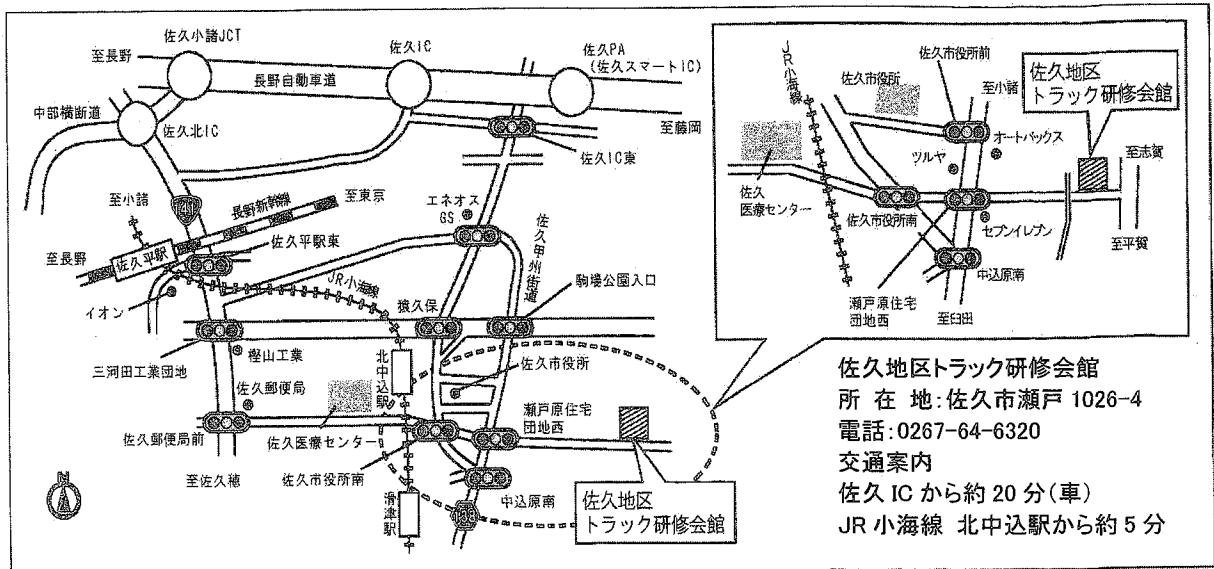 佐久小諸JCT
至長野
長野自動車道
佐久IC
佐久PA
(佐久スマートIC)
至藤岡
中部横断道
佐久北IC
佐久IC東
141
至小諸
長野新幹線
至東京
エネオス
GS
佐久甲州街道
佐久平駅
佐久平駅東
至長野
JR小海線
イオン
猿久保
駒場公園入口
三河田工業団地
樫山工業
北中込駅
佐久市役所
佐久郵便局
瀬戸原住宅
団地西
佐久郵便局前
佐久医療センター
至佐久穂
佐久市役所南
滑津駅
中込原南
138
佐久地区
トラック研修会館
JR小海線
佐久市役所前
佐久市役所
至小諸
佐久地区
トラック研修会館
オートバックス
ツルヤ
至志賀
佐久
医療センター
佐久市役所南
セブンイレブン
至平賀
中込原南
瀬戸原住宅
団地西
至臼田
佐久地区トラック研修会館
所 在 地:佐久市瀬戸 1026-4
電話:0267-64-6320
交通案内
佐久 IC から約 20 分(車)
JR 小海線 北中込駅から約 5 分